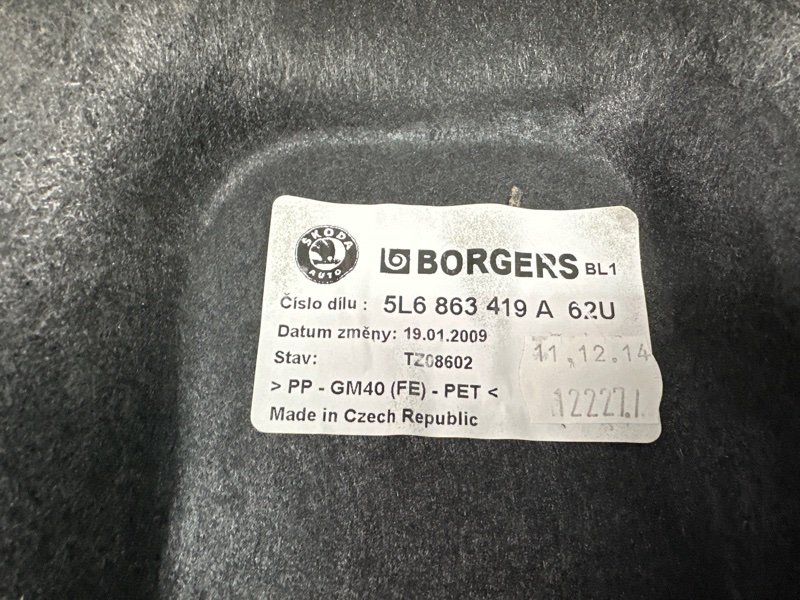 ŠKODA
AUTO
BORGERS BL1
Číslo dílu : 5L6 863 419 A 62U
Datum změny: 19.01.2009
Stav: TZ08602
11.12.14
> PP - GM40 (FE) - PET <
12227.1
Made in Czech Republic